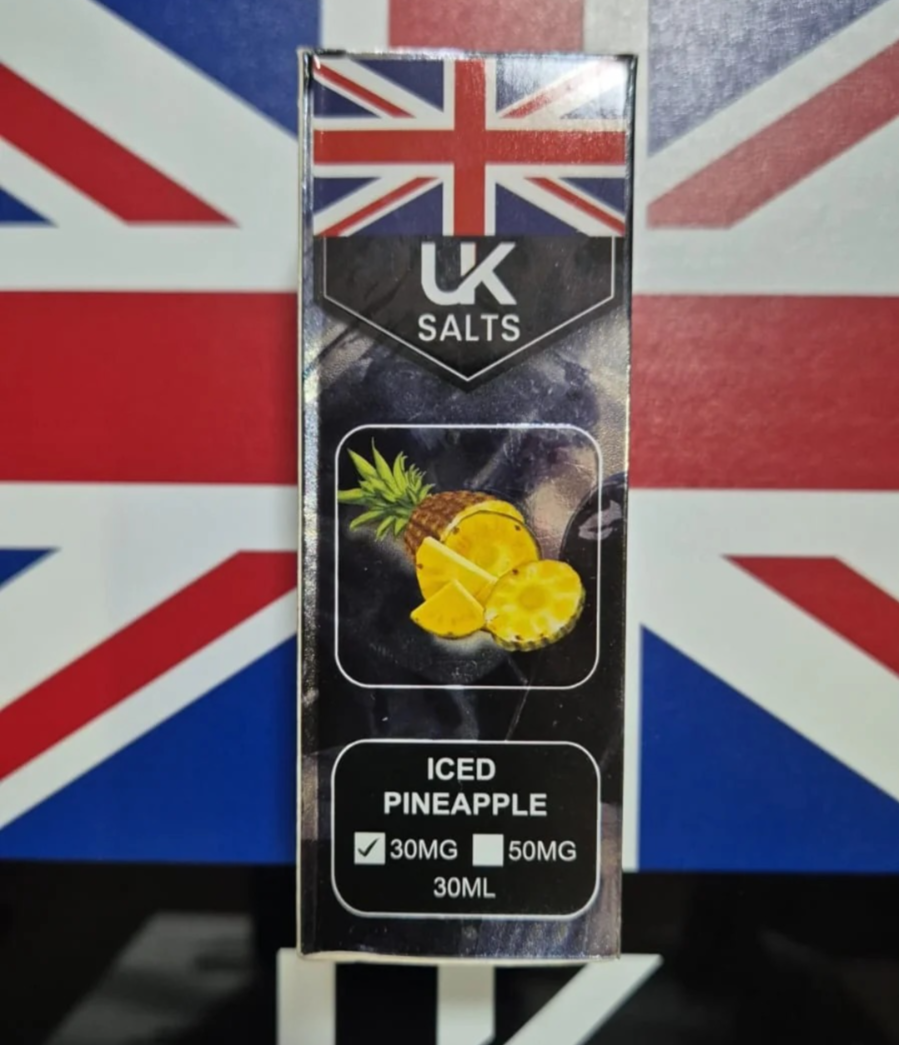 UK
SALTS
ICED
PINEAPPLE
30MG 50MG
30ML